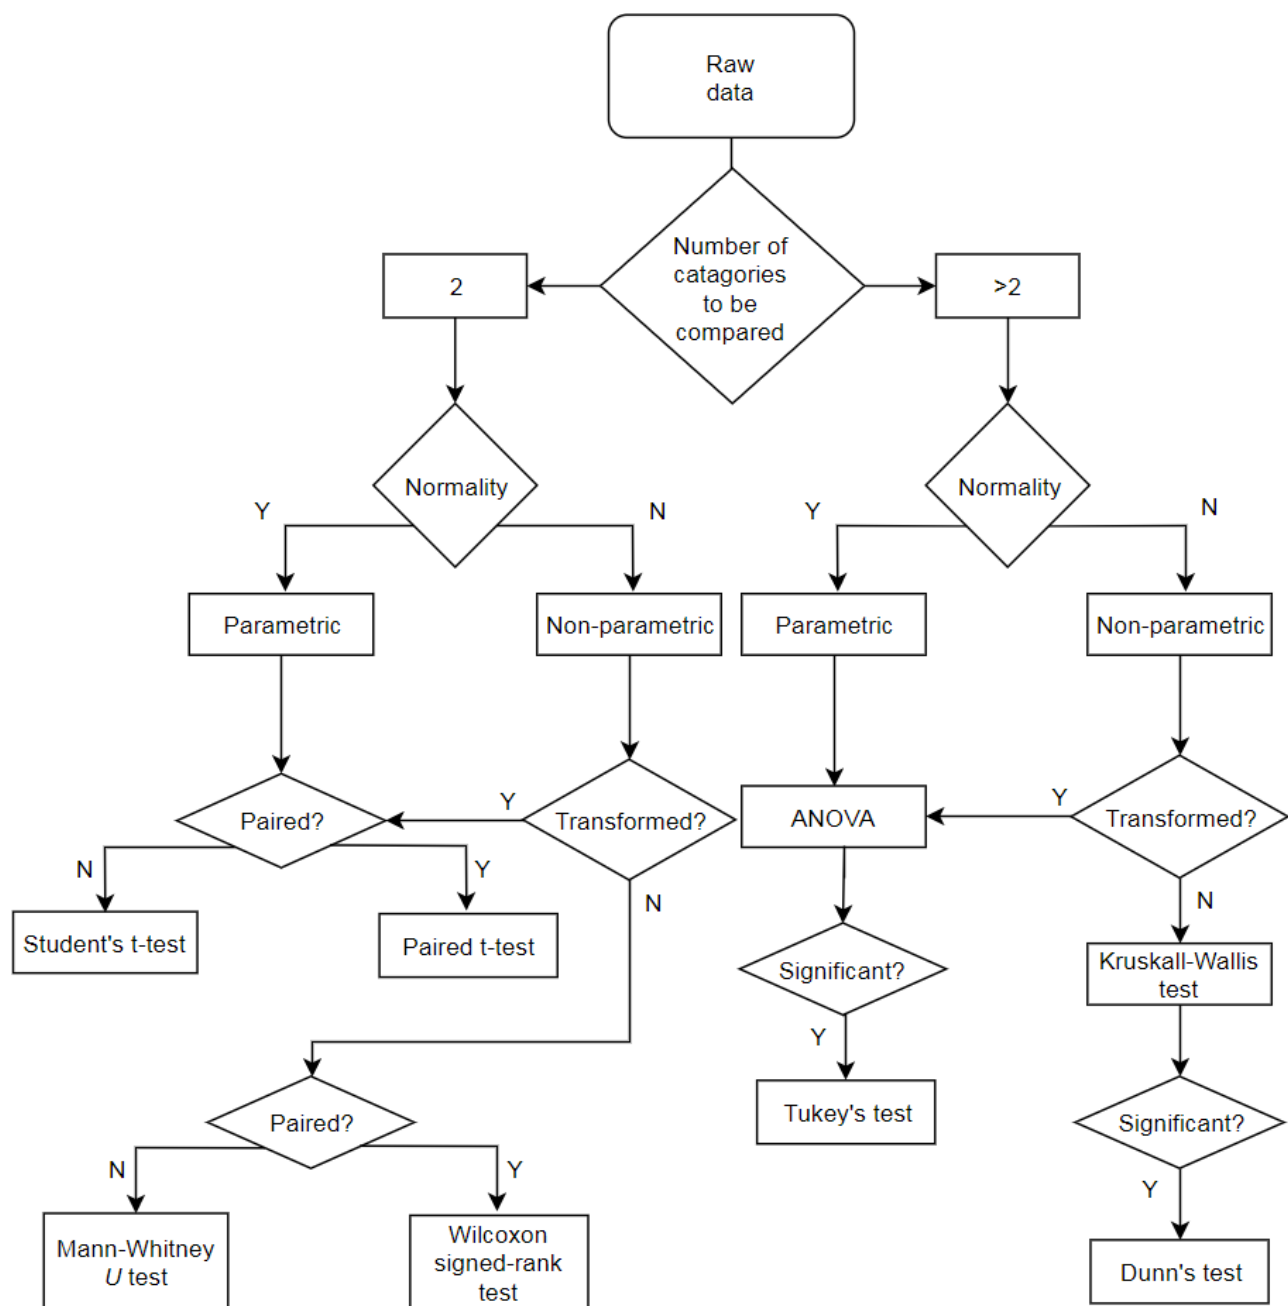 Raw
data
Number of
catagories
to be
compared
2
>2
Normality
Normality
Y
N
Y
N
Parametric
Non-parametric
Parametric
Non-parametric
Paired?
Y
Transformed?
ANOVA
Y
Transformed?
N
Y
N
N
Student's t-test
Paired t-test
Significant?
Kruskall-Wallis
test
Y
Paired?
Tukey's test
Significant?
N
Y
Y
Mann-Whitney
U test
Wilcoxon
signed-rank
test
Dunn's test